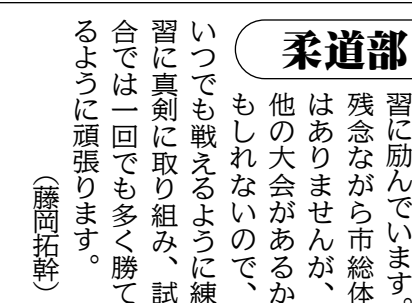 柔道部
習に励んでいます。
残念ながら市総体
はありませんが、
他の大会があるか
もしれないので、
いつでも戦えるように練
習に真剣に取り組み、試
合では一回でも多く勝て
るように頑張ります。
（藤岡拓幹）